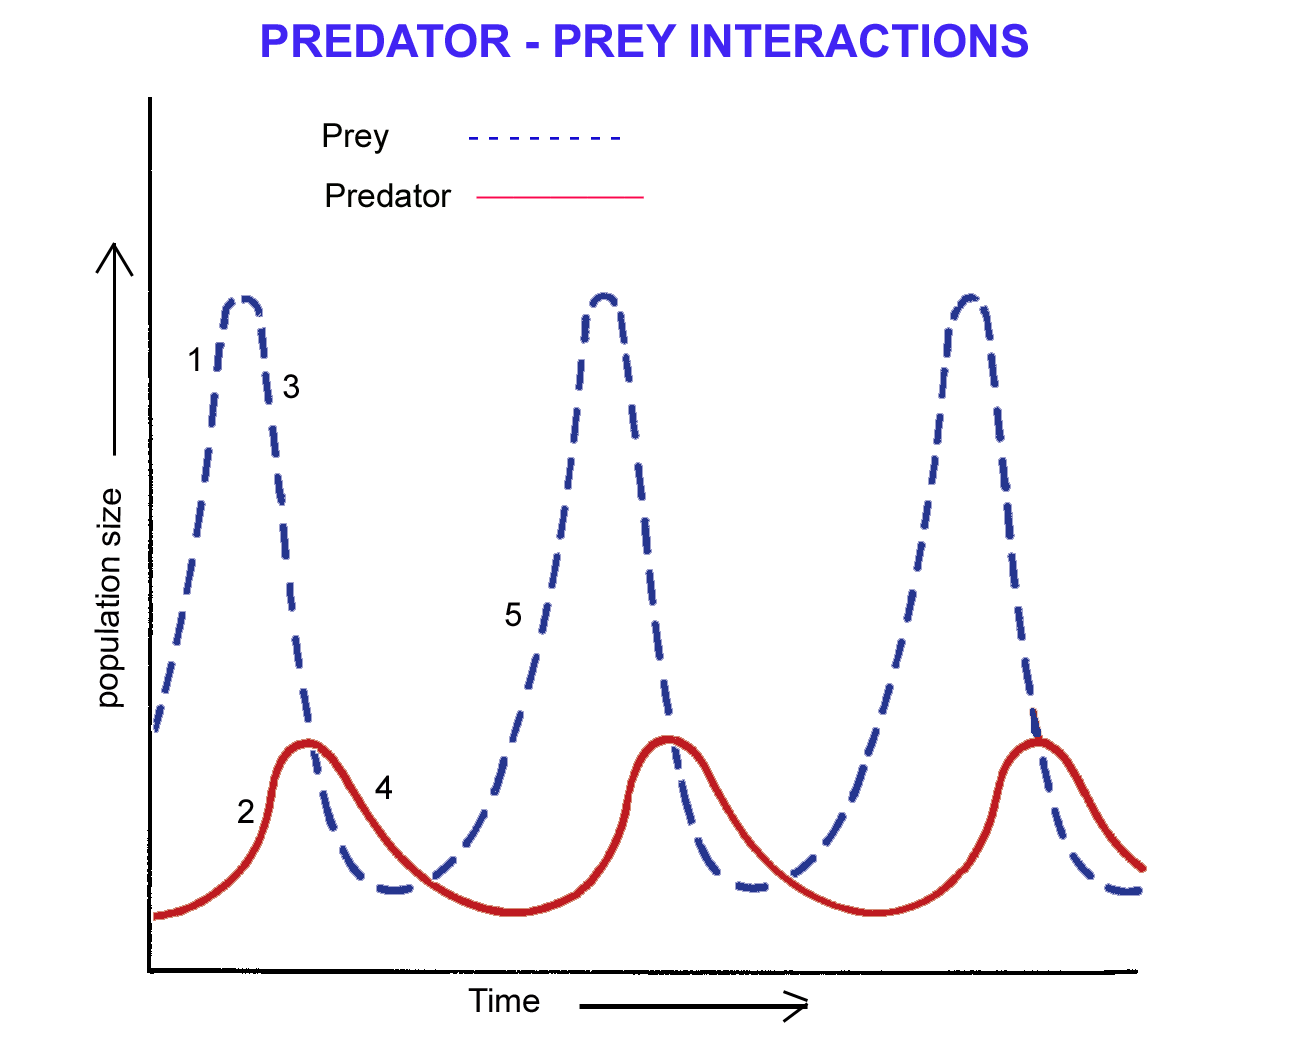 PREDATOR - PREY INTERACTIONS
Prey
Predator
1
3
5
2
4
population size
Time